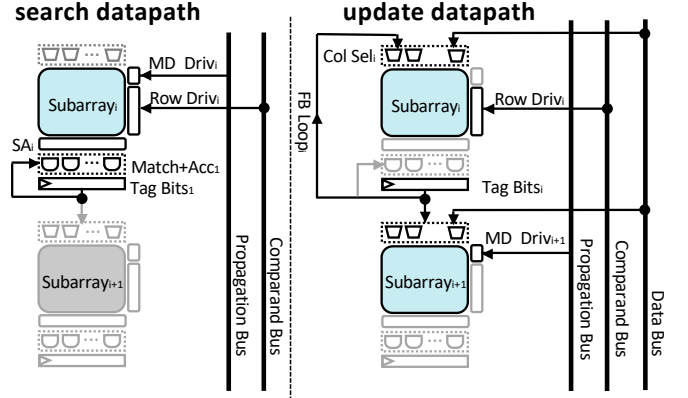 search datapath
MD Drivi
Subarrayi
Row Drivi
SAi
Match+Acc1
Tag Bits1
Subarrayi+1
Propagation Bus
Comparand Bus
update datapath
Col Seli
FB Loopi
Subarrayi
Row Drivi
Tag Bitsi
MD Drivi+1
Subarrayi+1
Propagation Bus
Comparand Bus
Data Bus